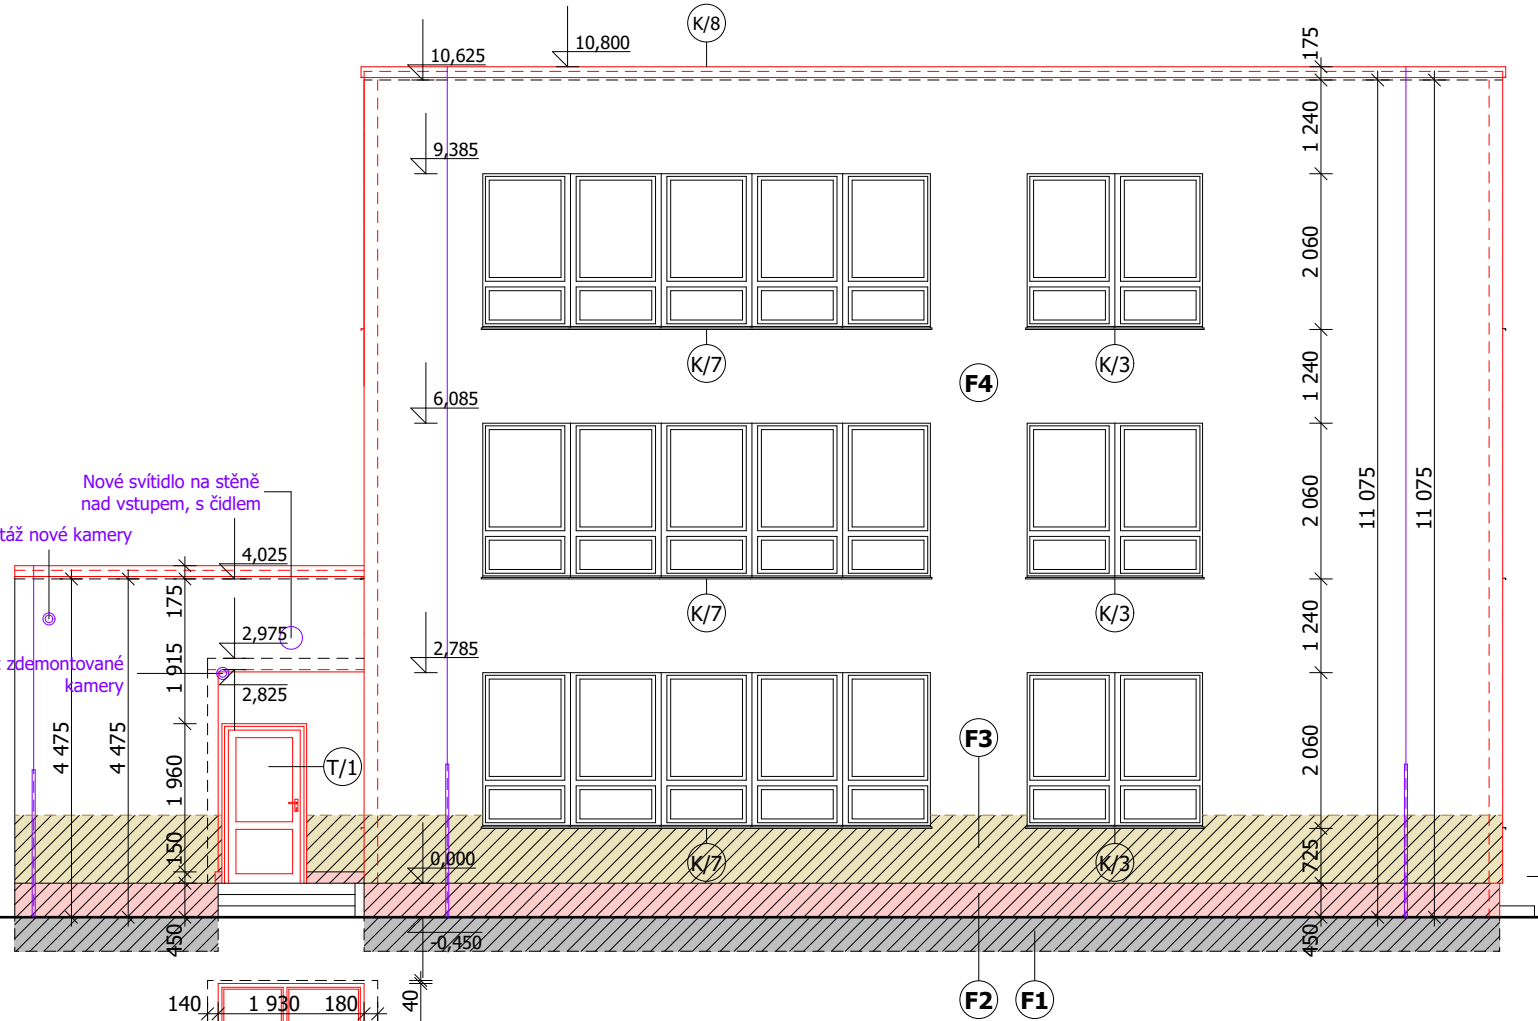 K/8
10,800
10,625
175
1 240
9,385
2 060
K/7
K/3
F4
1 240
6,085
2 060
11 075
11 075
Nové svítidlo na stěně
nad vstupem, s čidlem
táž nové kamery
4,025
175
K/7
K/3
1 240
2,975
2,785
zdemontované
kamery
1 915
2,825
4 475
4 475
F3
2 060
T/1
1 960
150
0,000
K/7
K/3
725
450
-0,450
450
F2
F1
140
1 930
180
40